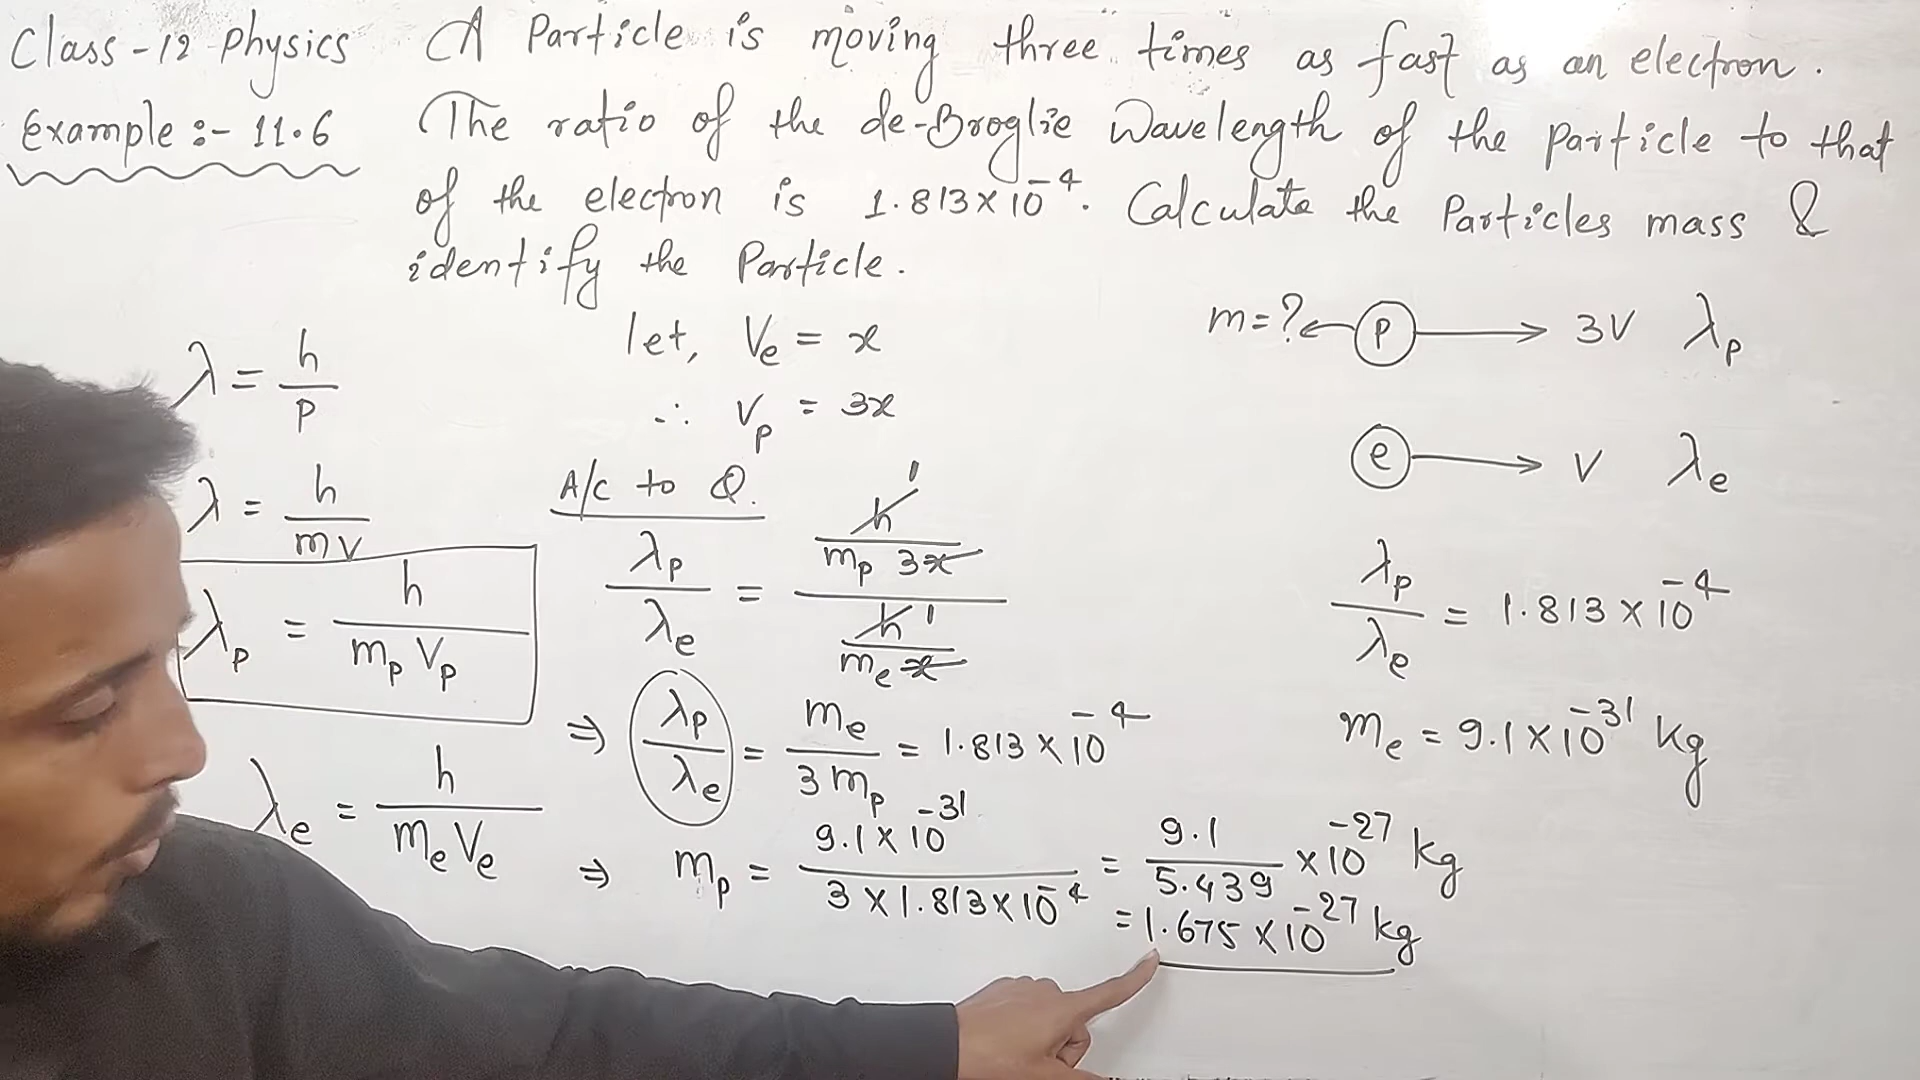 Class-12 Physics
Example :- 11.6
A Particle is moving three times as fast as an electron.
The ratio of the de-Broglie Wavelength of the particle to that
of the electron is 1.813×10⁻⁴. Calculate the Particles mass &
identify the Particle.
λ = h/p
λ = h/mv
λp = h/mpVp
λe = h/meVe
let, Ve = x
∴ Vp = 3x
A/c to Q.
λp/λe = (h/mp 3x)/(h/me x)
⇒ λp/λe = me/3mp = 1.813×10⁻⁴
⇒ mp = 9.1×10⁻³¹/3×1.813×10⁻⁴ = 9.1/5.439 ×10⁻²⁷ kg
= 1.675×10⁻²⁷ kg
m=? ← P → 3V λp
e → V λe
λp/λe = 1.813×10⁻⁴
me = 9.1×10⁻³¹ kg